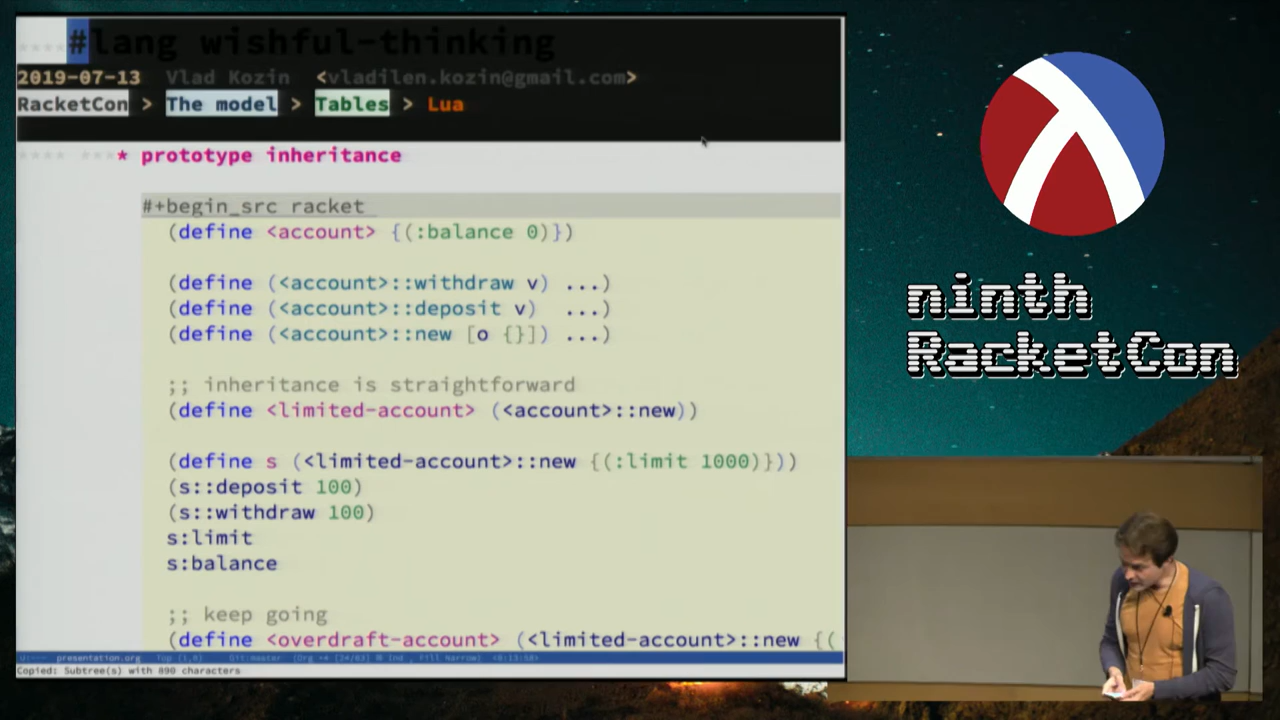 #lang wishful-thinking
2019-07-13 Vlad Kozin <vladilen.kozin@gmail.com>
RacketCon > The model > Tables > Lua
* prototype inheritance
#+begin_src racket
(define <account> {(:balance 0)})
(define (<account>::withdraw v) ...)
(define (<account>::deposit v) ...)
(define (<account>::new [o {}]) ...)
;; inheritance is straightforward
(define <limited-account> (<account>::new))
(define s (<limited-account>::new {(:limit 1000)}))
(s::deposit 100)
(s::withdraw 100)
s:limit
s:balance
;; keep going
(define <overdraft-account> (<limited-account>::new {(
presentation.org Top
Copied: Subtree(s) with 890 characters
ninth
RacketCon